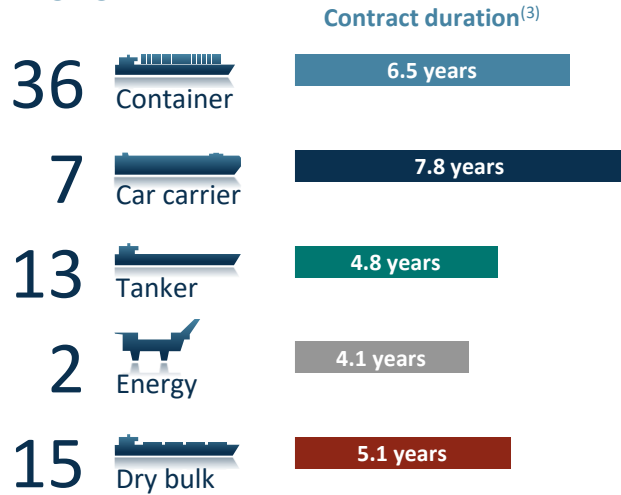 Contract duration(3)
36 Container 6.5 years
7 Car carrier 7.8 years
13 Tanker 4.8 years
2 Energy 4.1 years
15 Dry bulk 5.1 years